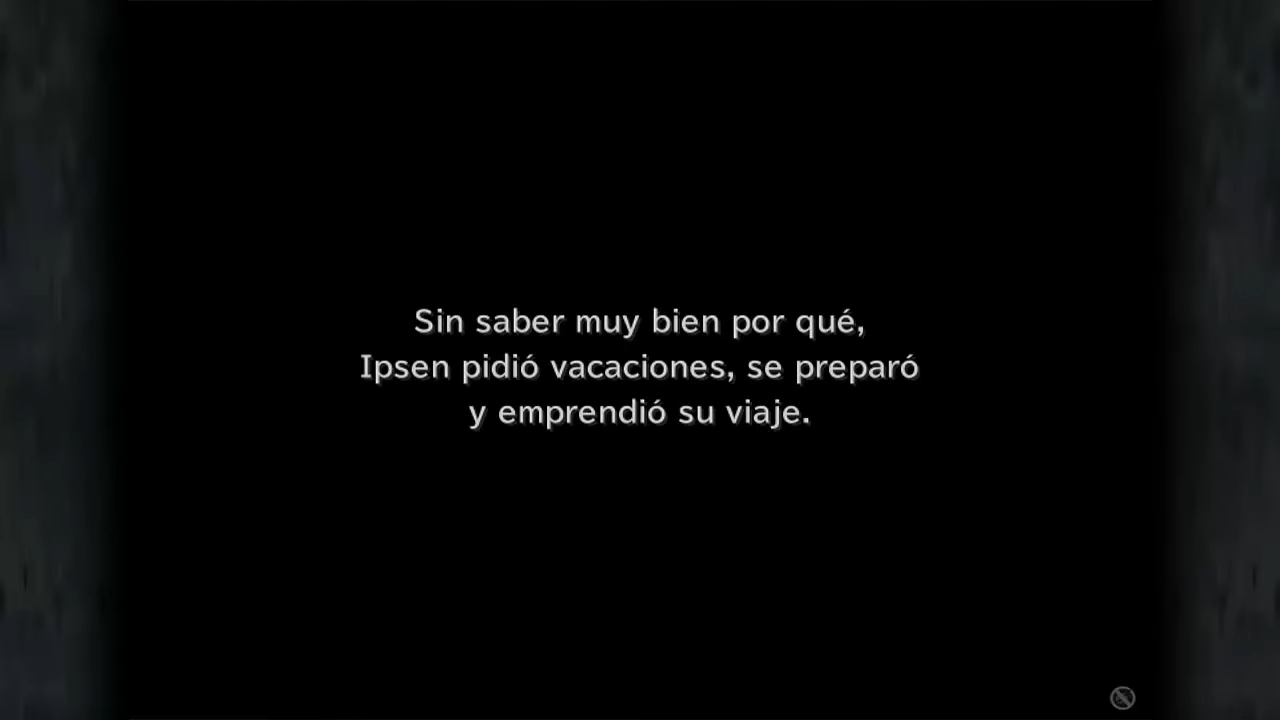 Sin saber muy bien por qué,
Ipsen pidió vacaciones, se preparó
y emprendió su viaje.